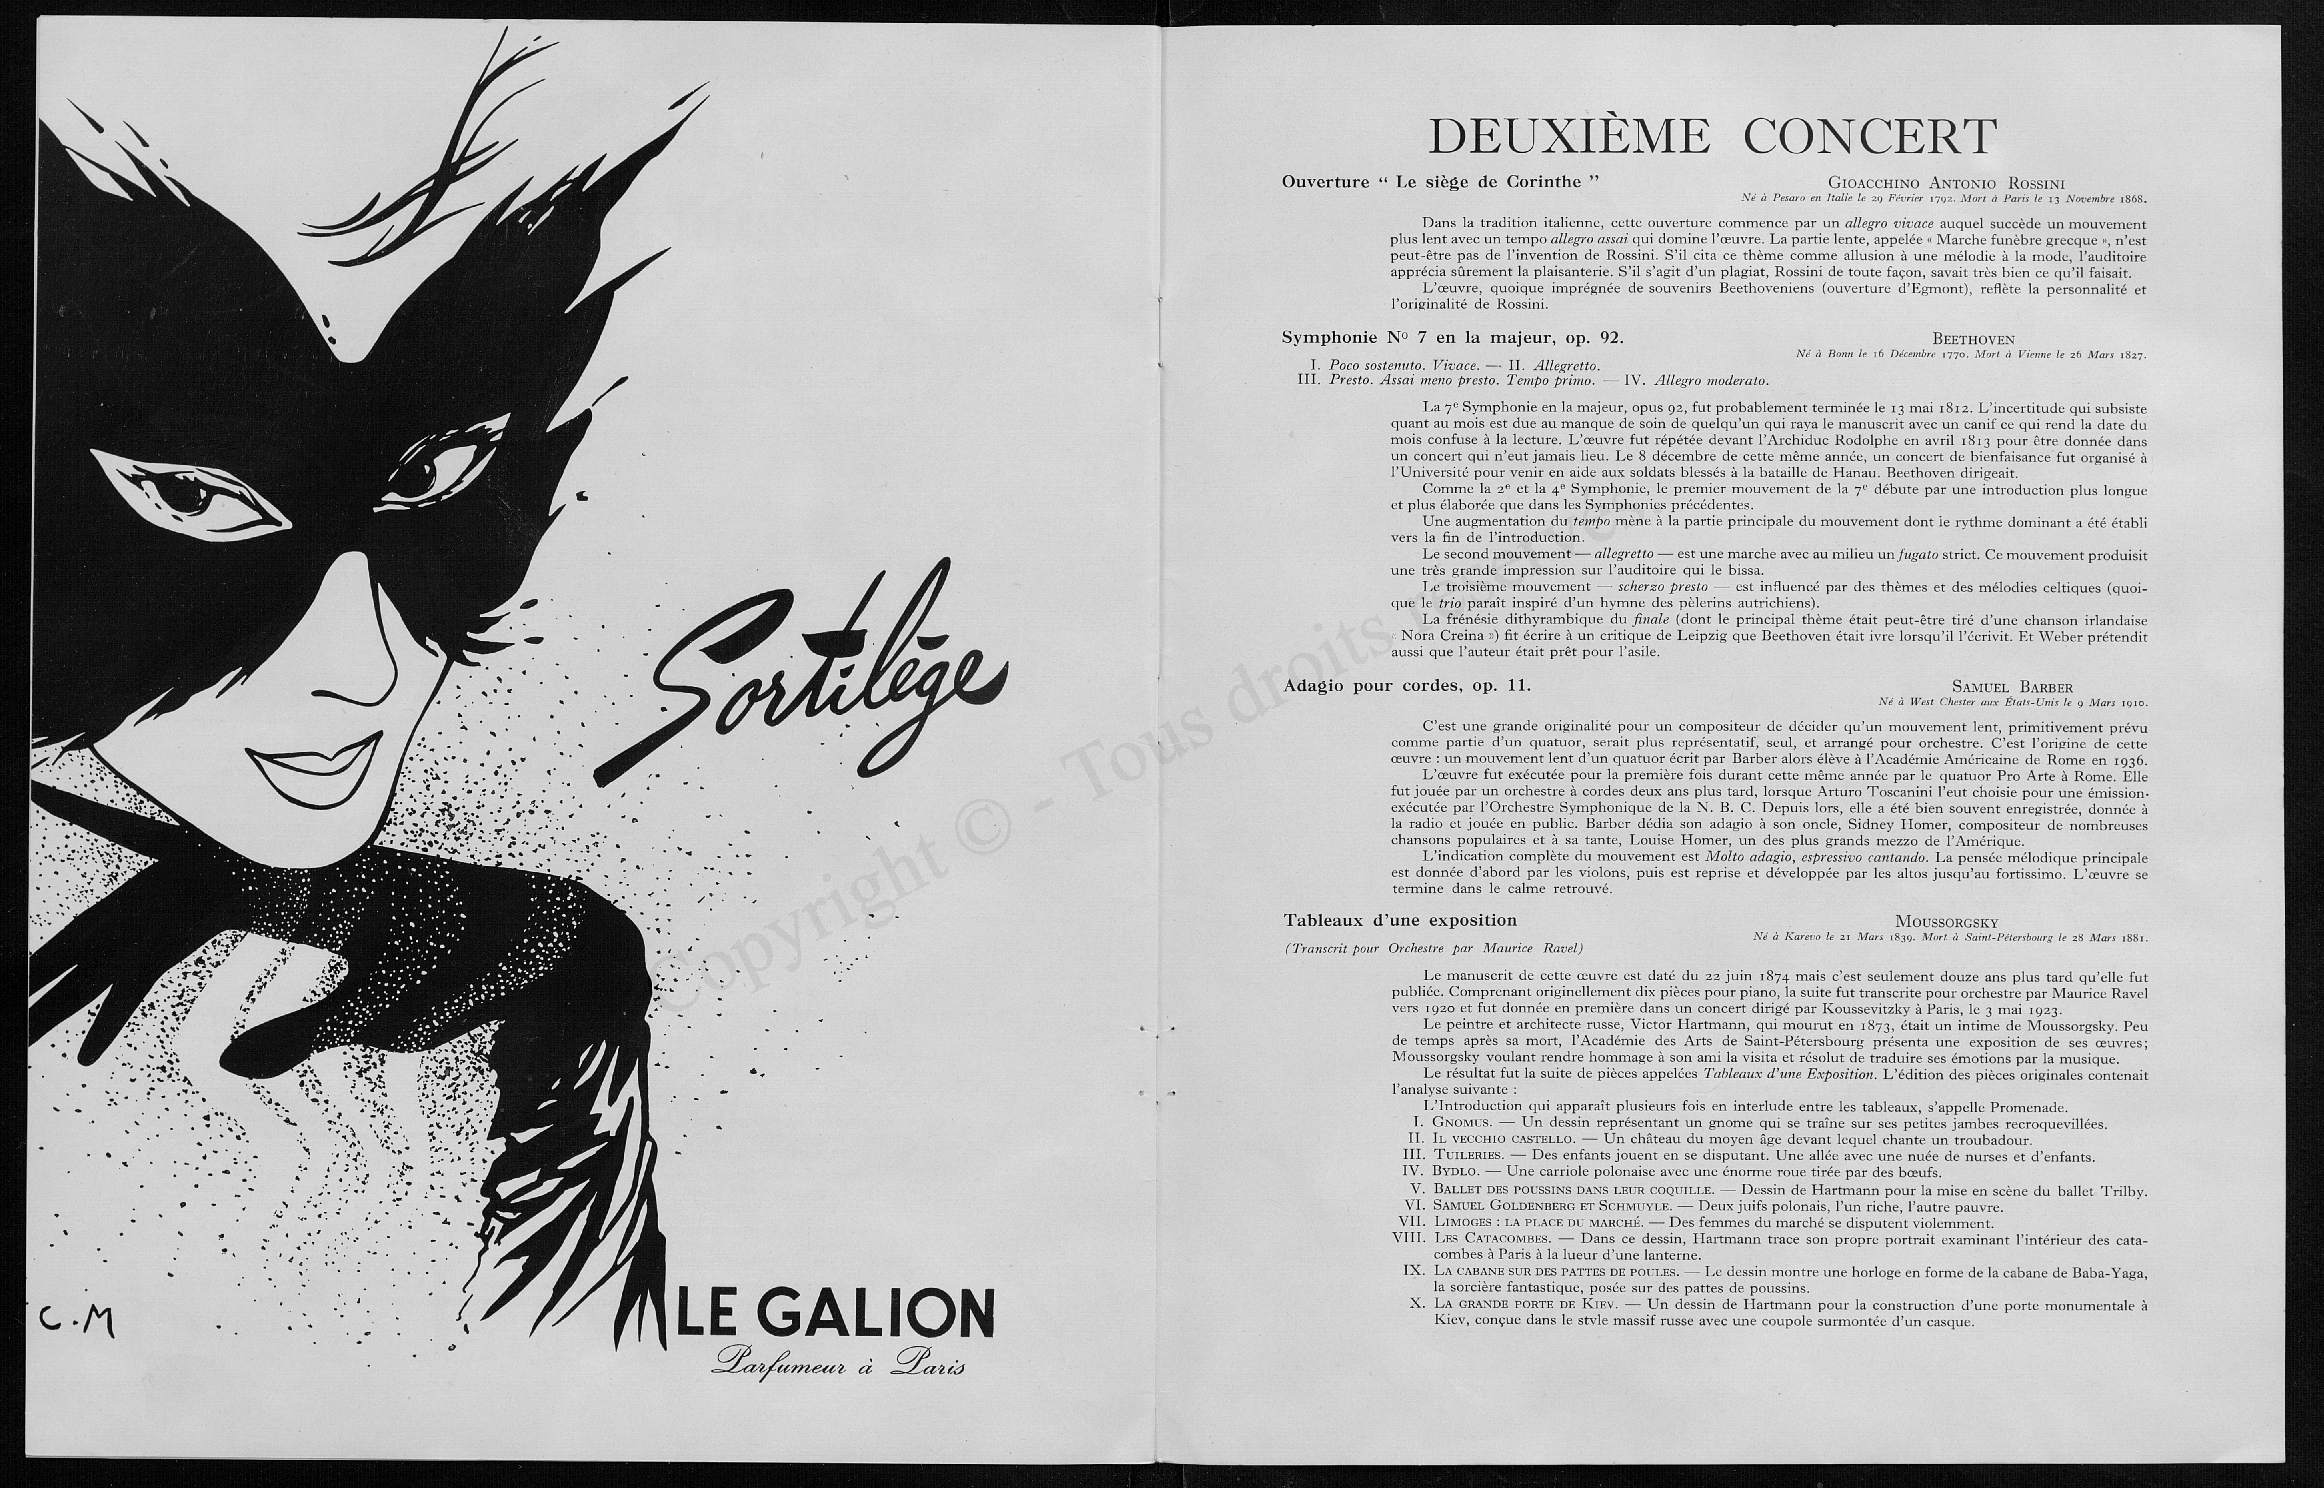 Sortilège
C.M
LE GALION
Parfumeur à Paris
Copyright © - Tous droits
DEUXIÈME CONCERT
Ouverture “ Le siège de Corinthe ”
GIOACCHINO ANTONIO ROSSINI
Né à Pesaro en Italie le 29 Février 1792. Mort à Paris le 13 Novembre 1868.
Dans la tradition italienne, cette ouverture commence par un allegro vivace auquel succède un mouvement
plus lent avec un tempo allegro assai qui domine l’œuvre. La partie lente, appelée « Marche funèbre grecque », n’est
peut-être pas de l’invention de Rossini. S’il cita ce thème comme allusion à une mélodie à la mode, l’auditoire
apprécia sûrement la plaisanterie. S’il s’agit d’un plagiat, Rossini de toute façon, savait très bien ce qu’il faisait.
L’œuvre, quoique imprégnée de souvenirs Beethoveniens (ouverture d’Egmont), reflète la personnalité et
l’originalité de Rossini.
Symphonie No 7 en la majeur, op. 92.
BEETHOVEN
Né à Bonn le 16 Décembre 1770. Mort à Vienne le 26 Mars 1827.
I. Poco sostenuto. Vivace. — II. Allegretto.
III. Presto. Assai meno presto. Tempo primo. — IV. Allegro moderato.
La 7e Symphonie en la majeur, opus 92, fut probablement terminée le 13 mai 1812. L’incertitude qui subsiste
quant au mois est due au manque de soin de quelqu’un qui raya le manuscrit avec un canif ce qui rend la date du
mois confuse à la lecture. L’œuvre fut répétée devant l’Archiduc Rodolphe en avril 1813 pour être donnée dans
un concert qui n’eut jamais lieu. Le 8 décembre de cette même année, un concert de bienfaisance fut organisé à
l’Université pour venir en aide aux soldats blessés à la bataille de Hanau. Beethoven dirigeait.
Comme la 2e et la 4e Symphonie, le premier mouvement de la 7e débute par une introduction plus longue
et plus élaborée que dans les Symphonies précédentes.
Une augmentation du tempo mène à la partie principale du mouvement dont le rythme dominant a été établi
vers la fin de l’introduction.
Le second mouvement — allegretto — est une marche avec au milieu un fugato strict. Ce mouvement produisit
une très grande impression sur l’auditoire qui le bissa.
Le troisième mouvement — scherzo presto — est influencé par des thèmes et des mélodies celtiques (quoi-
que le trio paraît inspiré d’un hymne des pèlerins autrichiens).
La frénésie dithyrambique du finale (dont le principal thème était peut-être tiré d’une chanson irlandaise
« Nora Creina ») fit écrire à un critique de Leipzig que Beethoven était ivre lorsqu’il l’écrivit. Et Weber prétendit
aussi que l’auteur était prêt pour l’asile.
Adagio pour cordes, op. 11.
SAMUEL BARBER
Né à West Chester aux États-Unis le 9 Mars 1910.
C’est une grande originalité pour un compositeur de décider qu’un mouvement lent, primitivement prévu
comme partie d’un quatuor, serait plus représentatif, seul, et arrangé pour orchestre. C’est l’origine de cette
œuvre : un mouvement lent d’un quatuor écrit par Barber alors élève à l’Académie Américaine de Rome en 1936.
L’œuvre fut exécutée pour la première fois durant cette même année par le quatuor Pro Arte à Rome. Elle
fut jouée par un orchestre à cordes deux ans plus tard, lorsque Arturo Toscanini l’eut choisie pour une émission
exécutée par l’Orchestre Symphonique de la N. B. C. Depuis lors, elle a été bien souvent enregistrée, donnée à
la radio et jouée en public. Barber dédia son adagio à son oncle, Sidney Homer, compositeur de nombreuses
chansons populaires et à sa tante, Louise Homer, un des plus grands mezzo de l’Amérique.
L’indication complète du mouvement est Molto adagio, espressivo cantando. La pensée mélodique principale
est donnée d’abord par les violons, puis est reprise et développée par les altos jusqu’au fortissimo. L’œuvre se
termine dans le calme retrouvé.
Tableaux d’une exposition
MOUSSORGSKY
Né à Karevo le 21 Mars 1839. Mort à Saint-Pétersbourg le 28 Mars 1881.
(Transcrit pour Orchestre par Maurice Ravel)
Le manuscrit de cette œuvre est daté du 22 juin 1874 mais c’est seulement douze ans plus tard qu’elle fut
publiée. Comprenant originellement dix pièces pour piano, la suite fut transcrite pour orchestre par Maurice Ravel
vers 1920 et fut donnée en première dans un concert dirigé par Koussevitzky à Paris, le 3 mai 1923.
Le peintre et architecte russe, Victor Hartmann, qui mourut en 1873, était un intime de Moussorgsky. Peu
de temps après sa mort, l’Académie des Arts de Saint-Pétersbourg présenta une exposition de ses œuvres;
Moussorgsky voulant rendre hommage à son ami la visita et résolut de traduire ses émotions par la musique.
Le résultat fut la suite de pièces appelées Tableaux d’une Exposition. L’édition des pièces originales contenait
l’analyse suivante :
L’Introduction qui apparaît plusieurs fois en interlude entre les tableaux, s’appelle Promenade.
I. GNOMUS. — Un dessin représentant un gnome qui se traîne sur ses petites jambes recroquevillées.
II. IL VECCHIO CASTELLO. — Un château du moyen âge devant lequel chante un troubadour.
III. TUILERIES. — Des enfants jouent en se disputant. Une allée avec une nuée de nurses et d’enfants.
IV. BYDLO. — Une carriole polonaise avec une énorme roue tirée par des bœufs.
V. BALLET DES POUSSINS DANS LEUR COQUILLE. — Dessin de Hartmann pour la mise en scène du ballet Trilby.
VI. SAMUEL GOLDENBERG ET SCHMUYLE. — Deux juifs polonais, l’un riche, l’autre pauvre.
VII. LIMOGES : LA PLACE DU MARCHÉ. — Des femmes du marché se disputent violemment.
VIII. LES CATACOMBES. — Dans ce dessin, Hartmann trace son propre portrait examinant l’intérieur des cata-
combes à Paris à la lueur d’une lanterne.
IX. LA CABANE SUR DES PATTES DE POULES. — Le dessin montre une horloge en forme de la cabane de Baba-Yaga,
la sorcière fantastique, posée sur des pattes de poussins.
X. LA GRANDE PORTE DE KIEV. — Un dessin de Hartmann pour la construction d’une porte monumentale à
Kiev, conçue dans le style massif russe avec une coupole surmontée d’un casque.